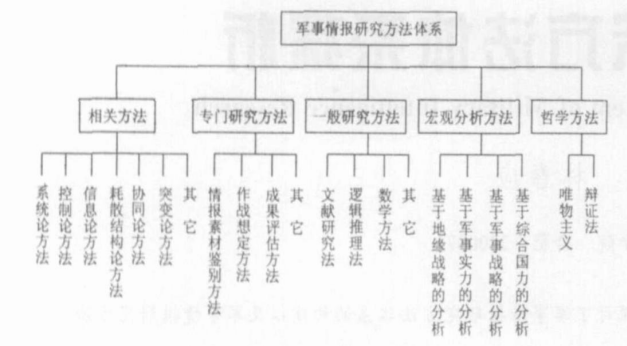 军事情报研究方法体系
相关方法
专门研究方法
一般研究方法
宏观分析方法
哲学方法
系统论方法
控制论方法
信息论方法
耗散结构论方法
协同论方法
突变论方法
其它
情报素材鉴别方法
作战想定方法
成果评估方法
其它
文献研究法
逻辑推理法
数学方法
其它
基于地缘战略的分析
基于军事实力的分析
基于军事战略的分析
基于综合国力的分析
唯物主义
辩证法